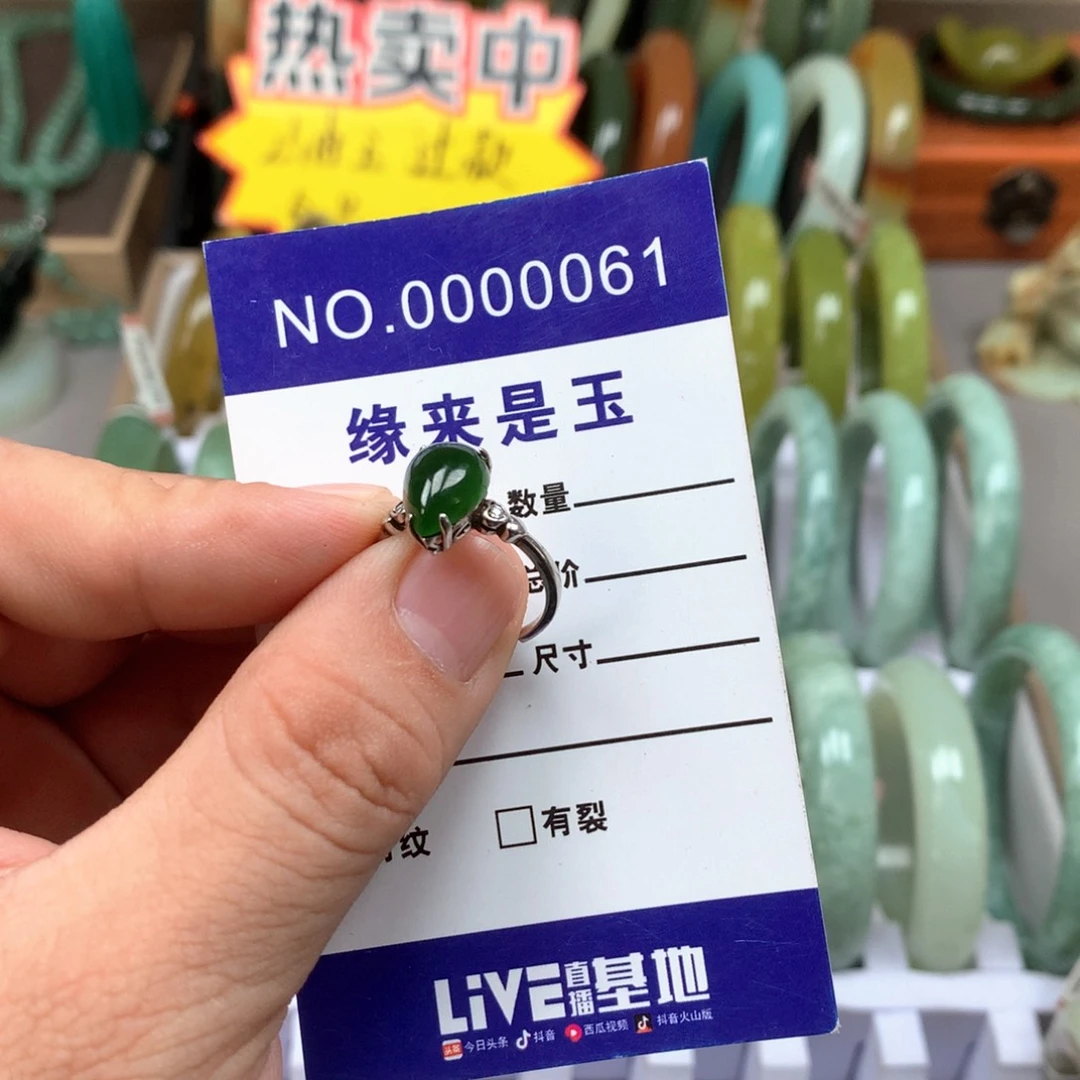 热卖中
NO.0000061
缘来是玉
数量
总价
尺寸
纹
有裂
LiVE直播基地
头条 今日头条 抖音 西瓜视频 抖音火山版